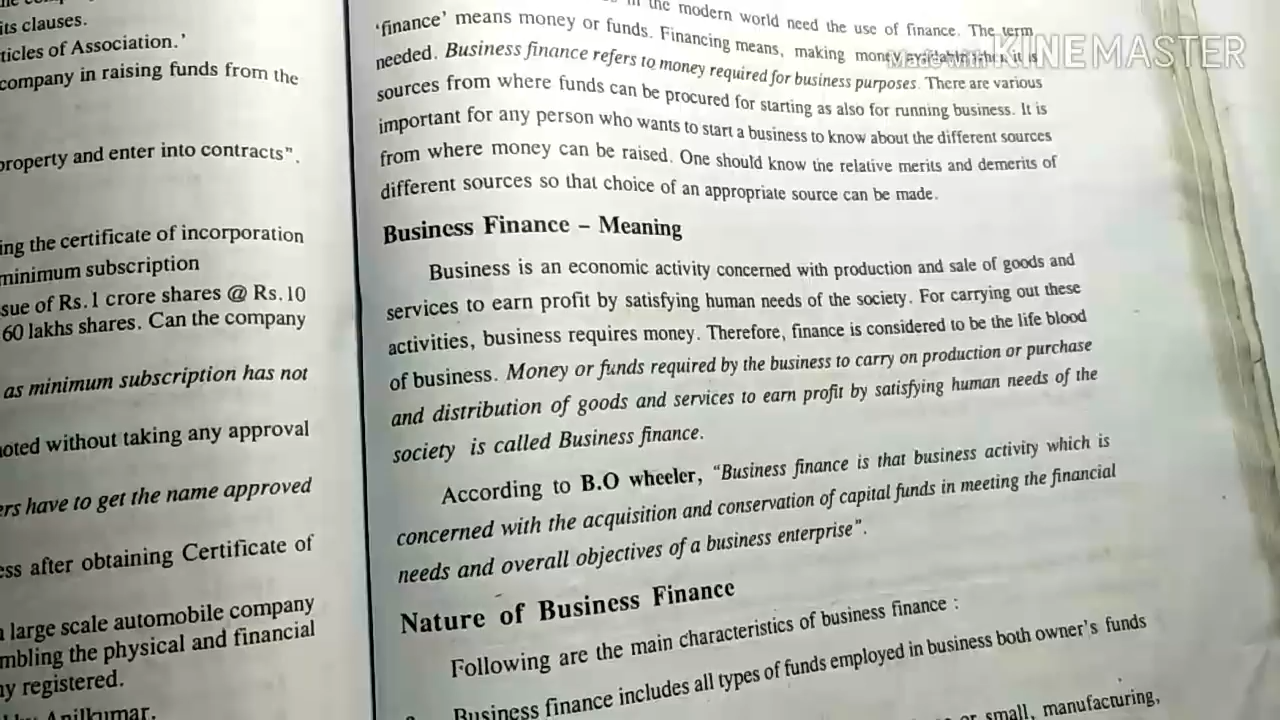 its clauses.
ticles of Association.'
company in raising funds from the
property and enter into contracts".
ing the certificate of incorporation
minimum subscription
sue of Rs.1 crore shares @ Rs.10
60 lakhs shares. Can the company
as minimum subscription has not
noted without taking any approval
ers have to get the name approved
ess after obtaining Certificate of
large scale automobile company
mbling the physical and financial
ny registered.
Anilkumar.
in the modern world need the use of finance. The term
'finance' means money or funds. Financing means, making money available when it is
needed. Business finance refers to money required for business purposes. There are various
sources from where funds can be procured for starting as also for running business. It is
important for any person who wants to start a business to know about the different sources
from where money can be raised. One should know the relative merits and demerits of
different sources so that choice of an appropriate source can be made.
Business Finance – Meaning
Business is an economic activity concerned with production and sale of goods and
services to earn profit by satisfying human needs of the society. For carrying out these
activities, business requires money. Therefore, finance is considered to be the life blood
of business. Money or funds required by the business to carry on production or purchase
and distribution of goods and services to earn profit by satisfying human needs of the
society is called Business finance.
According to B.O wheeler, "Business finance is that business activity which is
concerned with the acquisition and conservation of capital funds in meeting the financial
needs and overall objectives of a business enterprise".
Nature of Business Finance
Following are the main characteristics of business finance :
Business finance includes all types of funds employed in business both owner's funds
or small, manufacturing,
Made with KINEMASTER